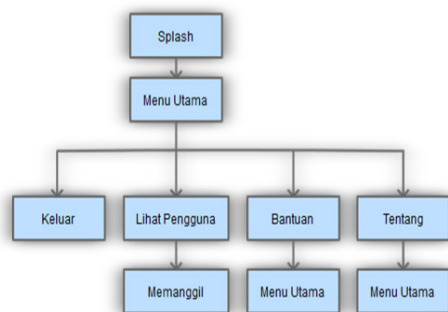 Splash
Menu Utama
Keluar
Lihat Pengguna
Bantuan
Tentang
Memanggil
Menu Utama
Menu Utama